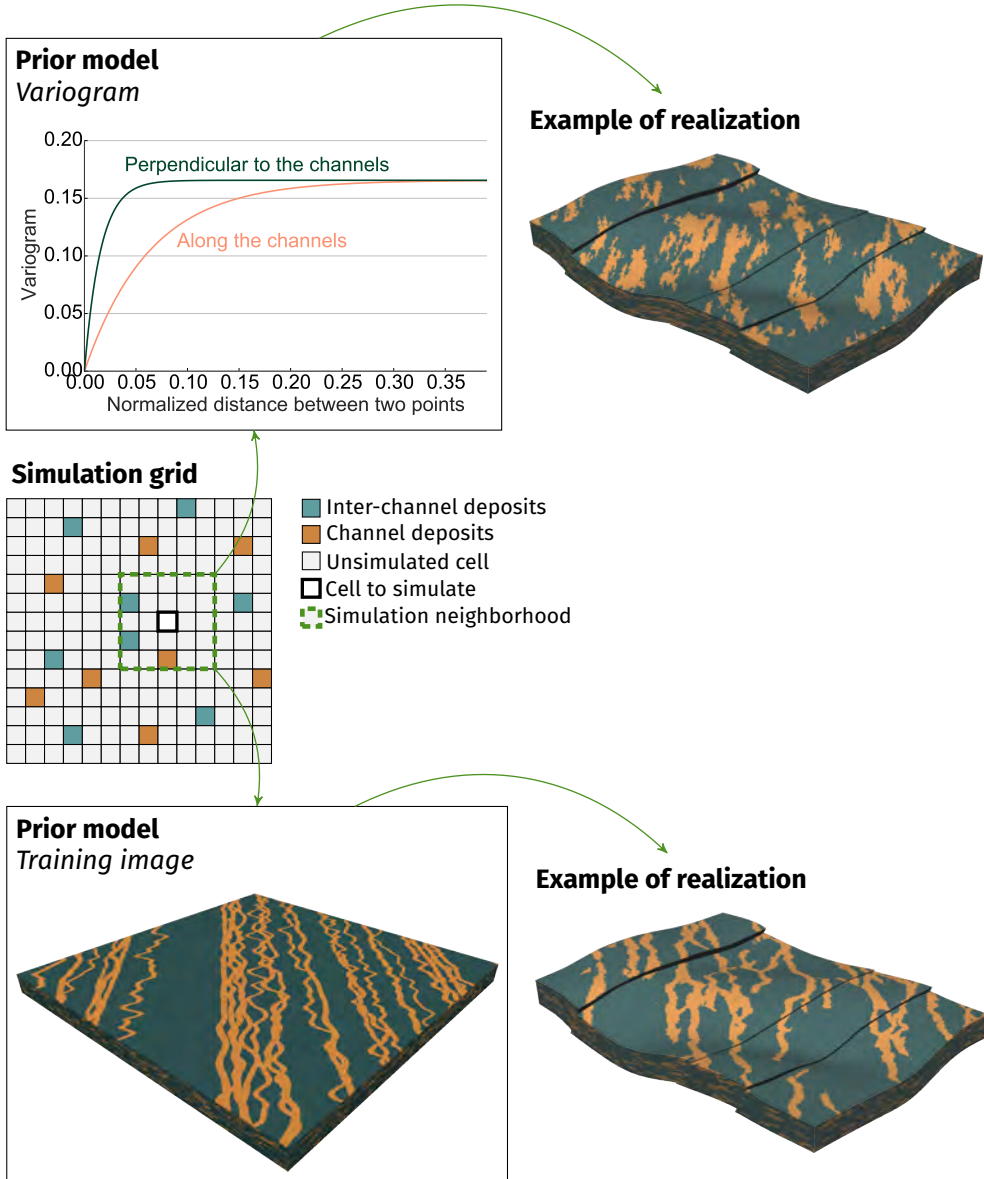 Prior model
Variogram
Example of realization
0.20
0.15
0.10
0.05
0.00
Variogram
Perpendicular to the channels
Along the channels
0.00 0.05 0.10 0.15 0.20 0.25 0.30 0.35
Normalized distance between two points
Simulation grid
Inter-channel deposits
Channel deposits
Unsimulated cell
Cell to simulate
Simulation neighborhood
Prior model
Training image
Example of realization